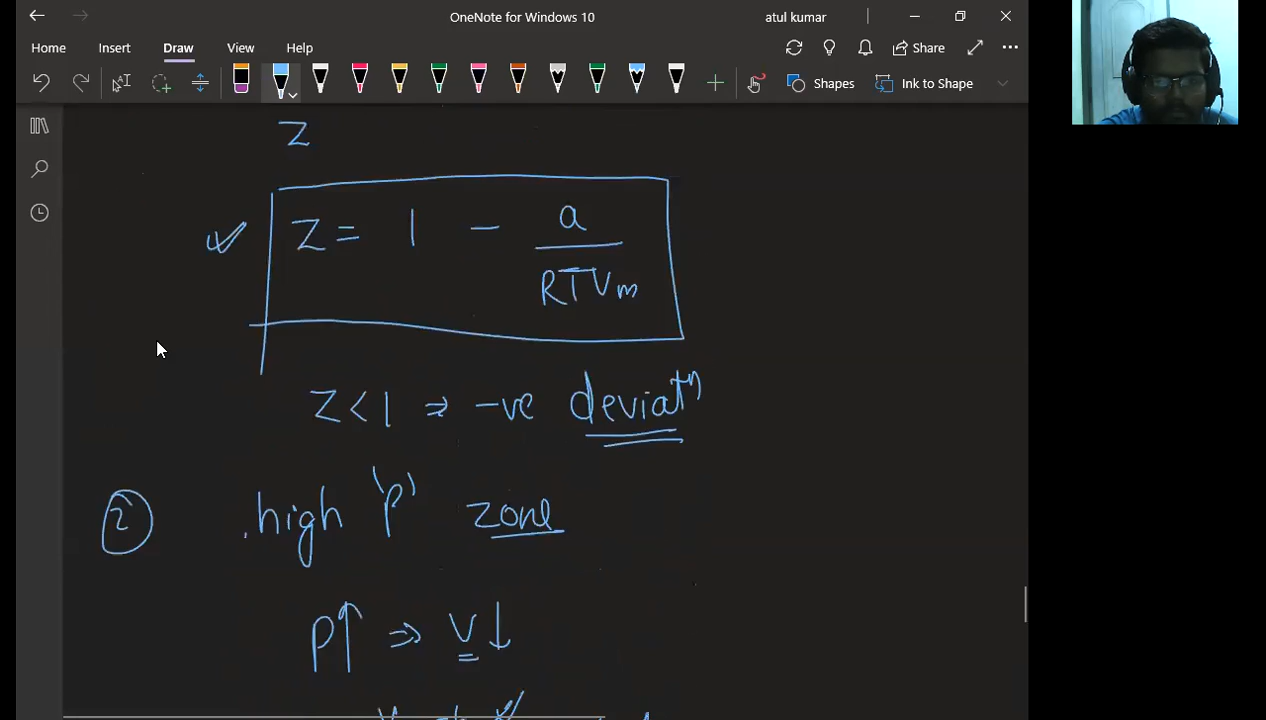 OneNote for Windows 10
atul kumar
Home Insert Draw View Help
Share
Shapes
Ink to Shape
Z
Z = 1 - a / RTVm
Z < 1 ⇒ -ve deviatⁿ
② high 'P' zone
P↑ ⇒ V↓